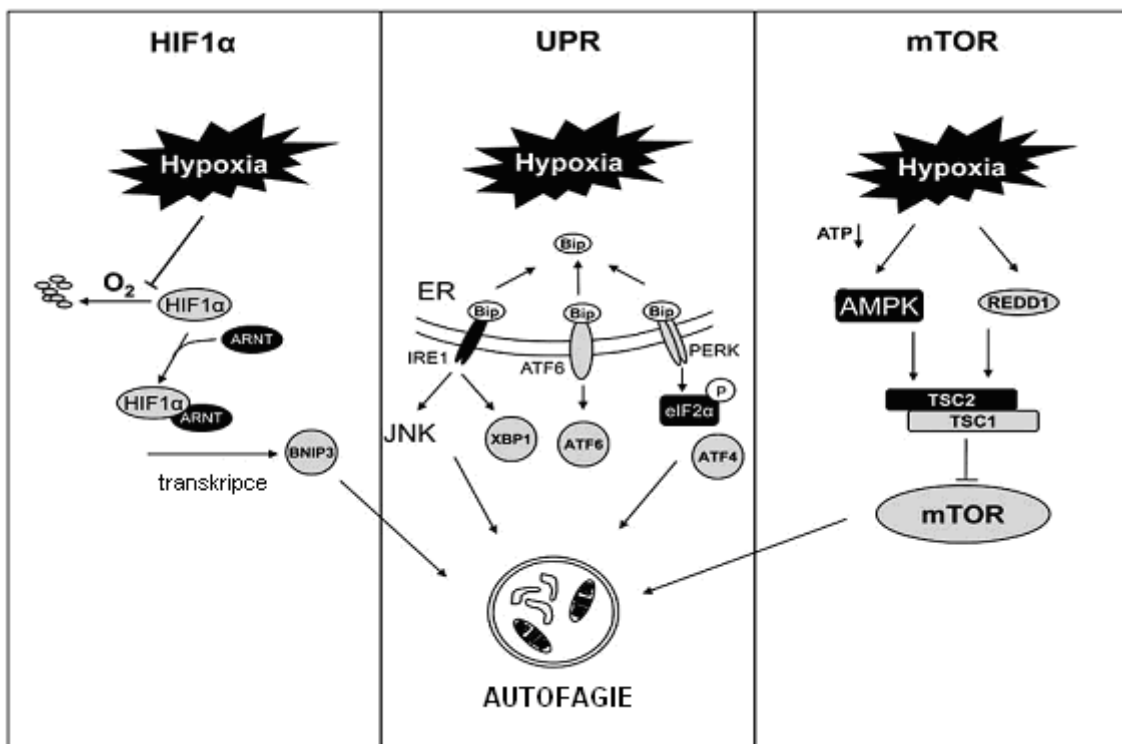 HIF1α
Hypoxia
O₂
HIF1α
ARNT
HIF1α
ARNT
BNIP3
transkripce
UPR
Hypoxia
Bip
ER
Bip
Bip
Bip
IRE1
ATF6
PERK
P
eIF2α
JNK
XBP1
ATF6
ATF4
AUTOFAGIE
mTOR
Hypoxia
ATP↓
AMPK
REDD1
TSC2
TSC1
mTOR